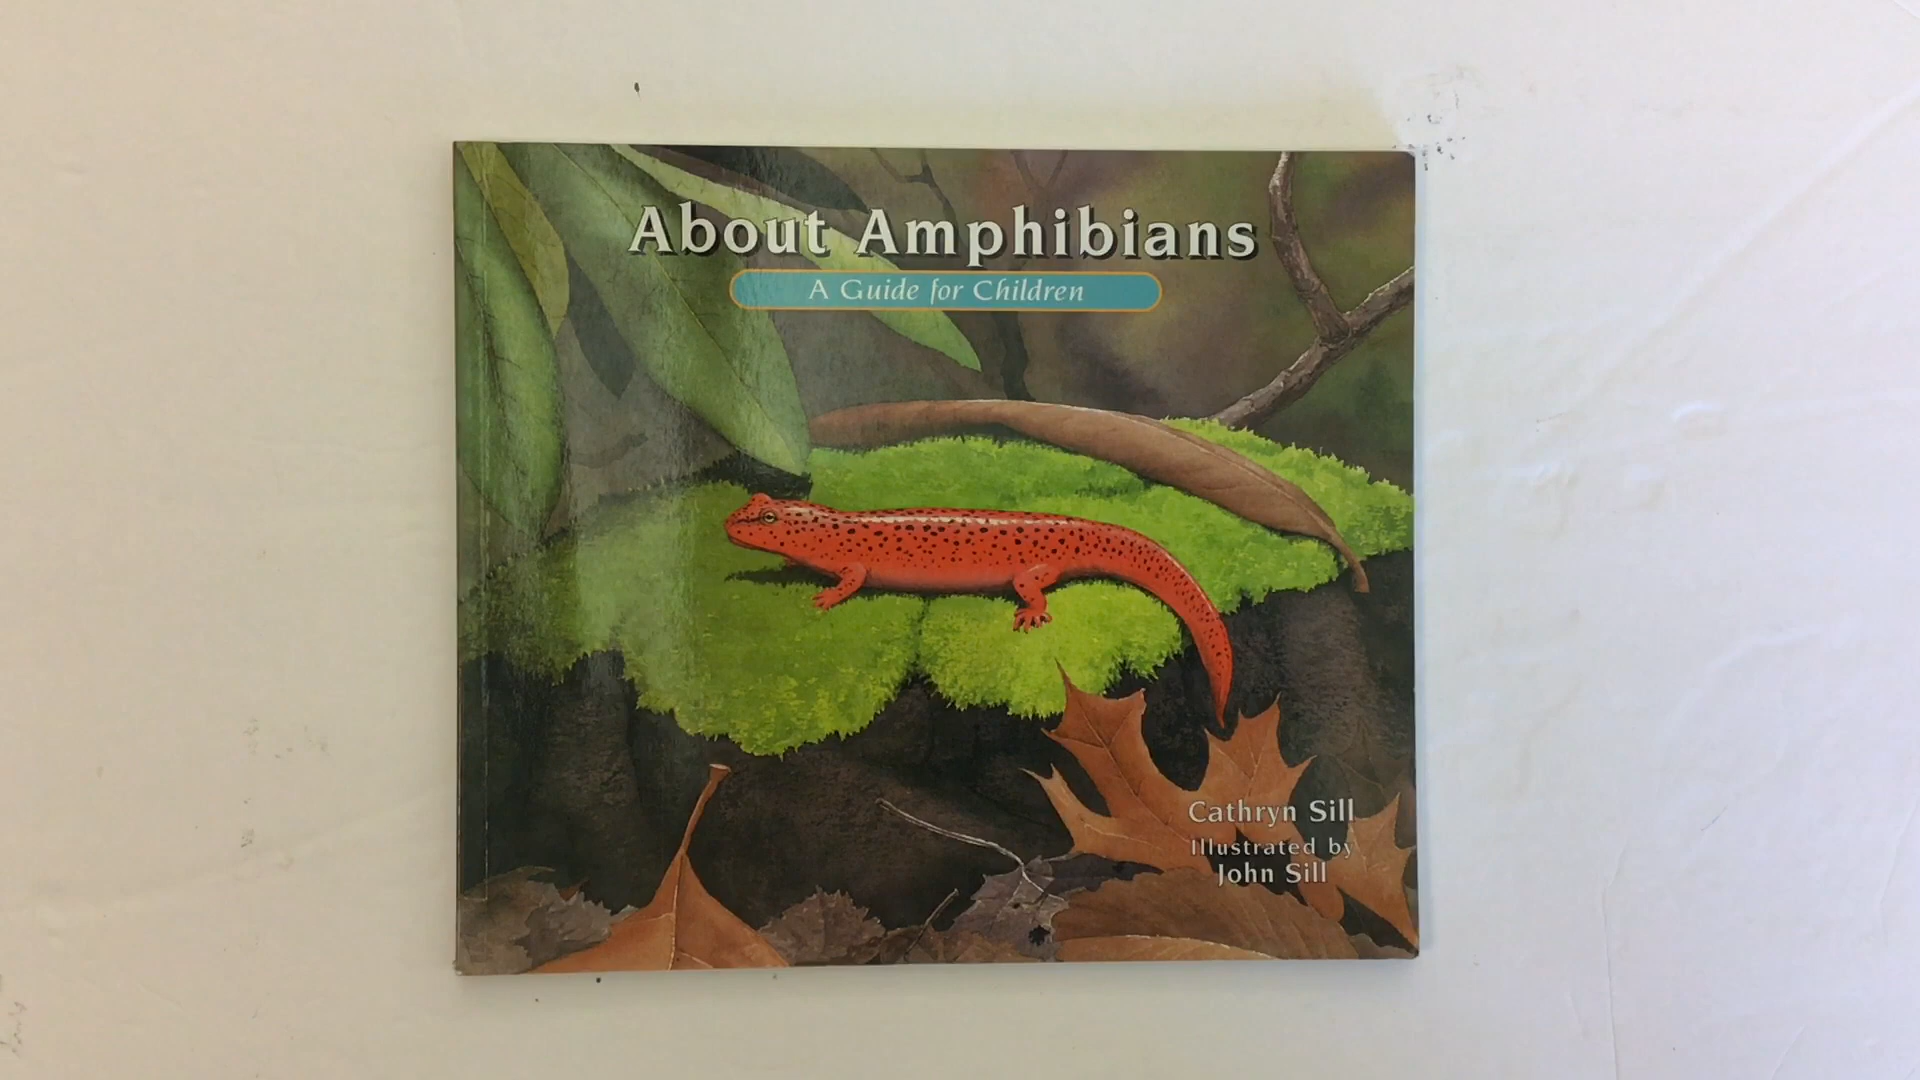 About Amphibians
A Guide for Children
Cathryn Sill
Illustrated by
John Sill